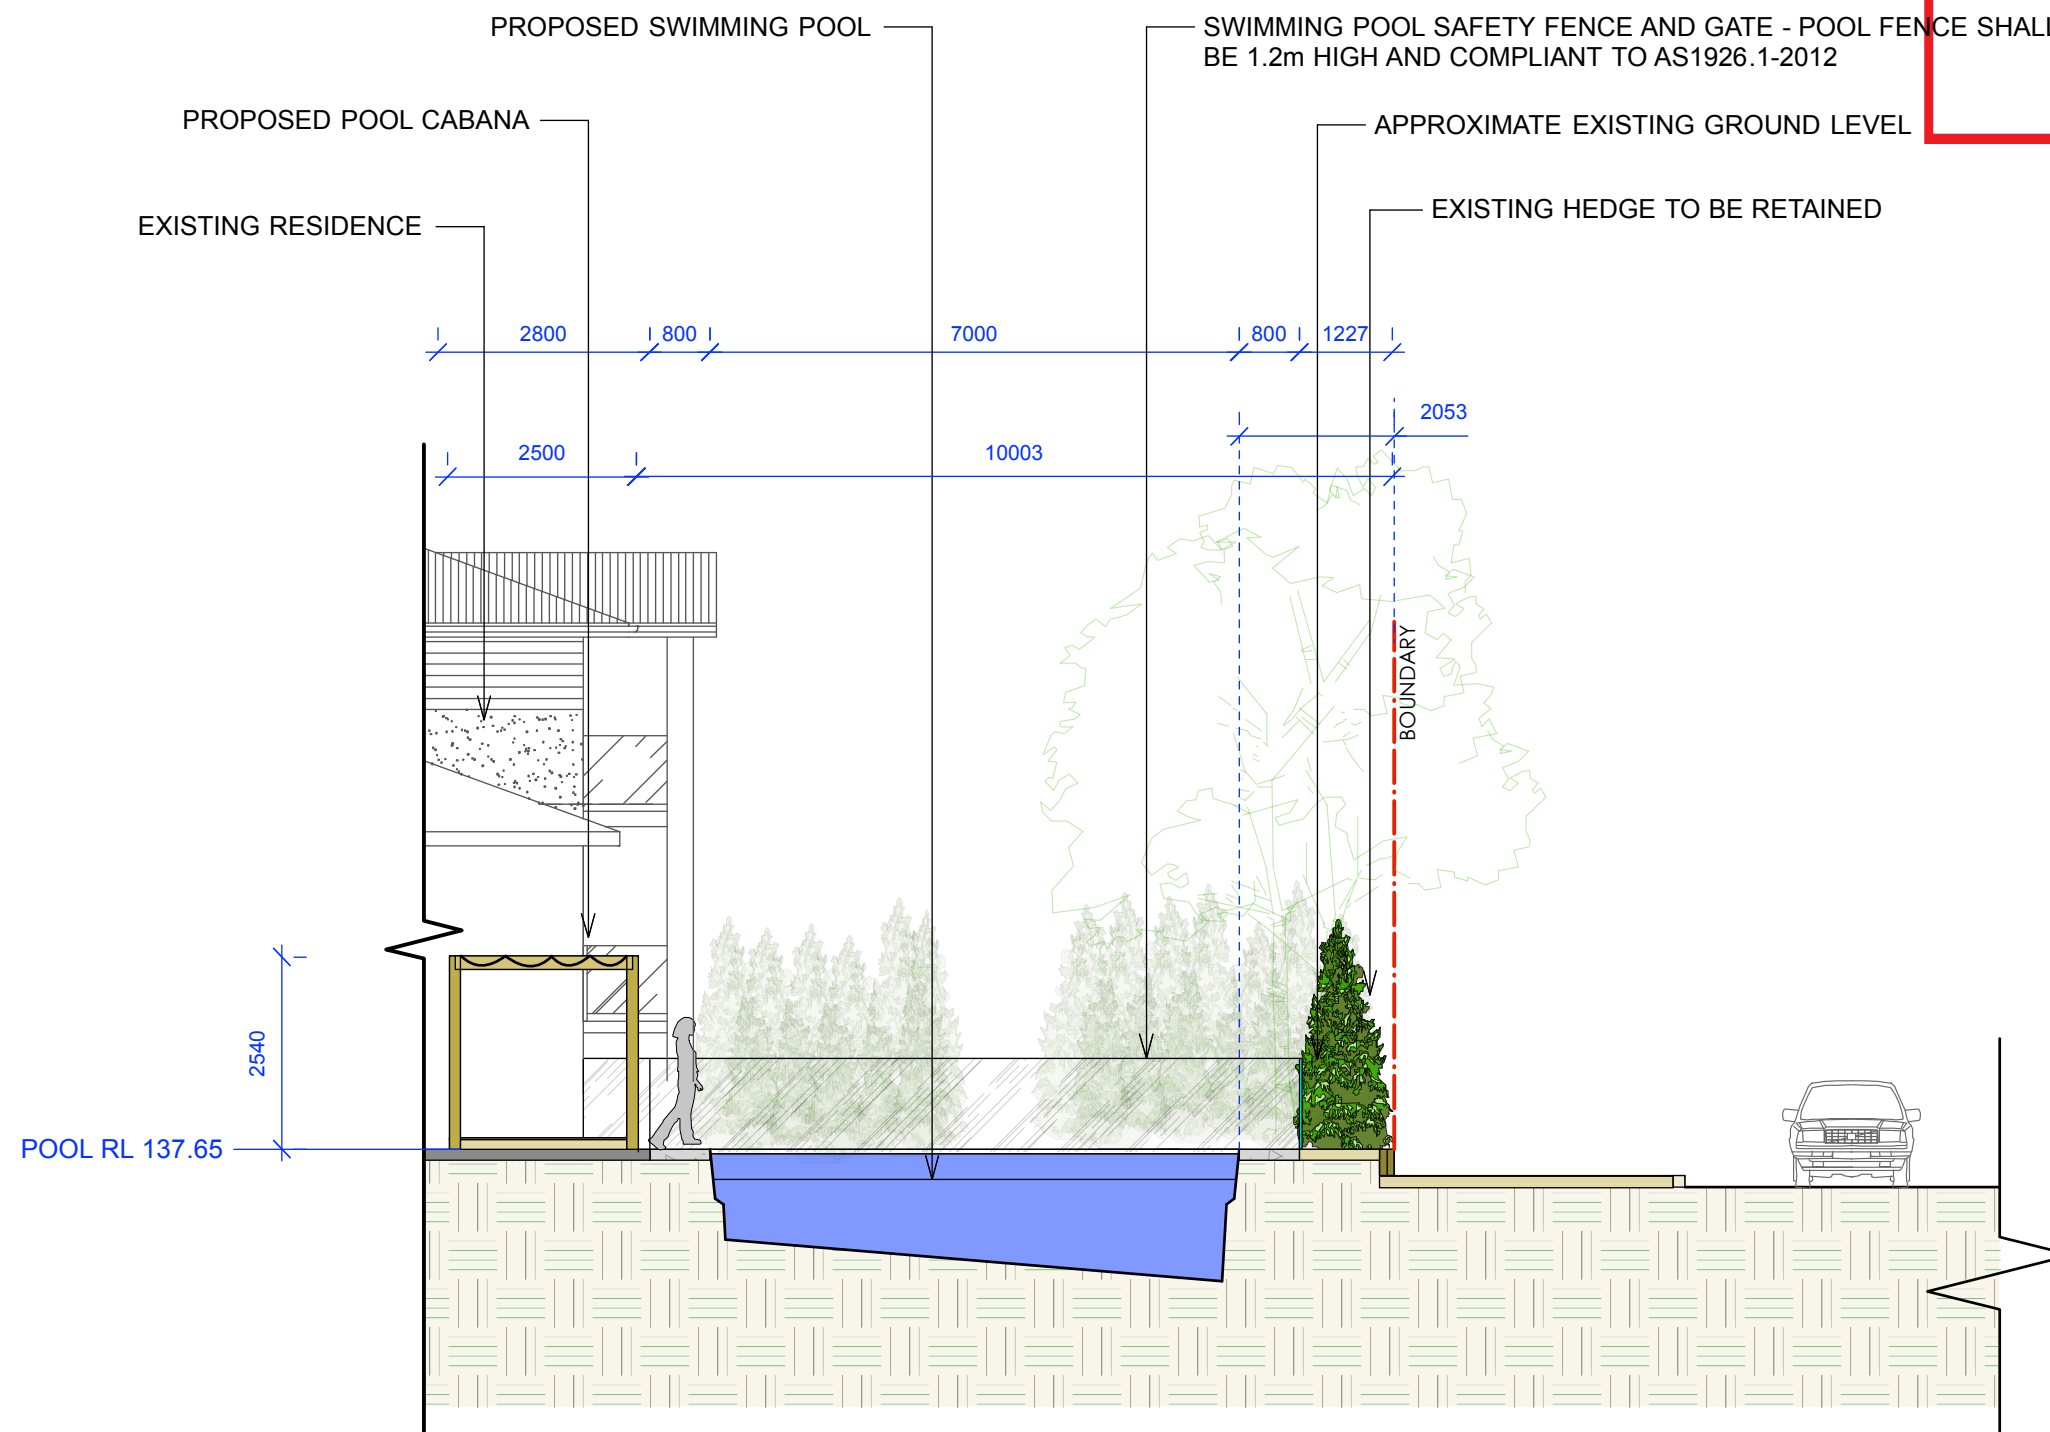 PROPOSED SWIMMING POOL
SWIMMING POOL SAFETY FENCE AND GATE - POOL FENCE SHALL
BE 1.2m HIGH AND COMPLIANT TO AS1926.1-2012
PROPOSED POOL CABANA
APPROXIMATE EXISTING GROUND LEVEL
EXISTING RESIDENCE
EXISTING HEDGE TO BE RETAINED
2800
800
7000
800
1227
2053
2500
10003
BOUNDARY
2540
POOL RL 137.65